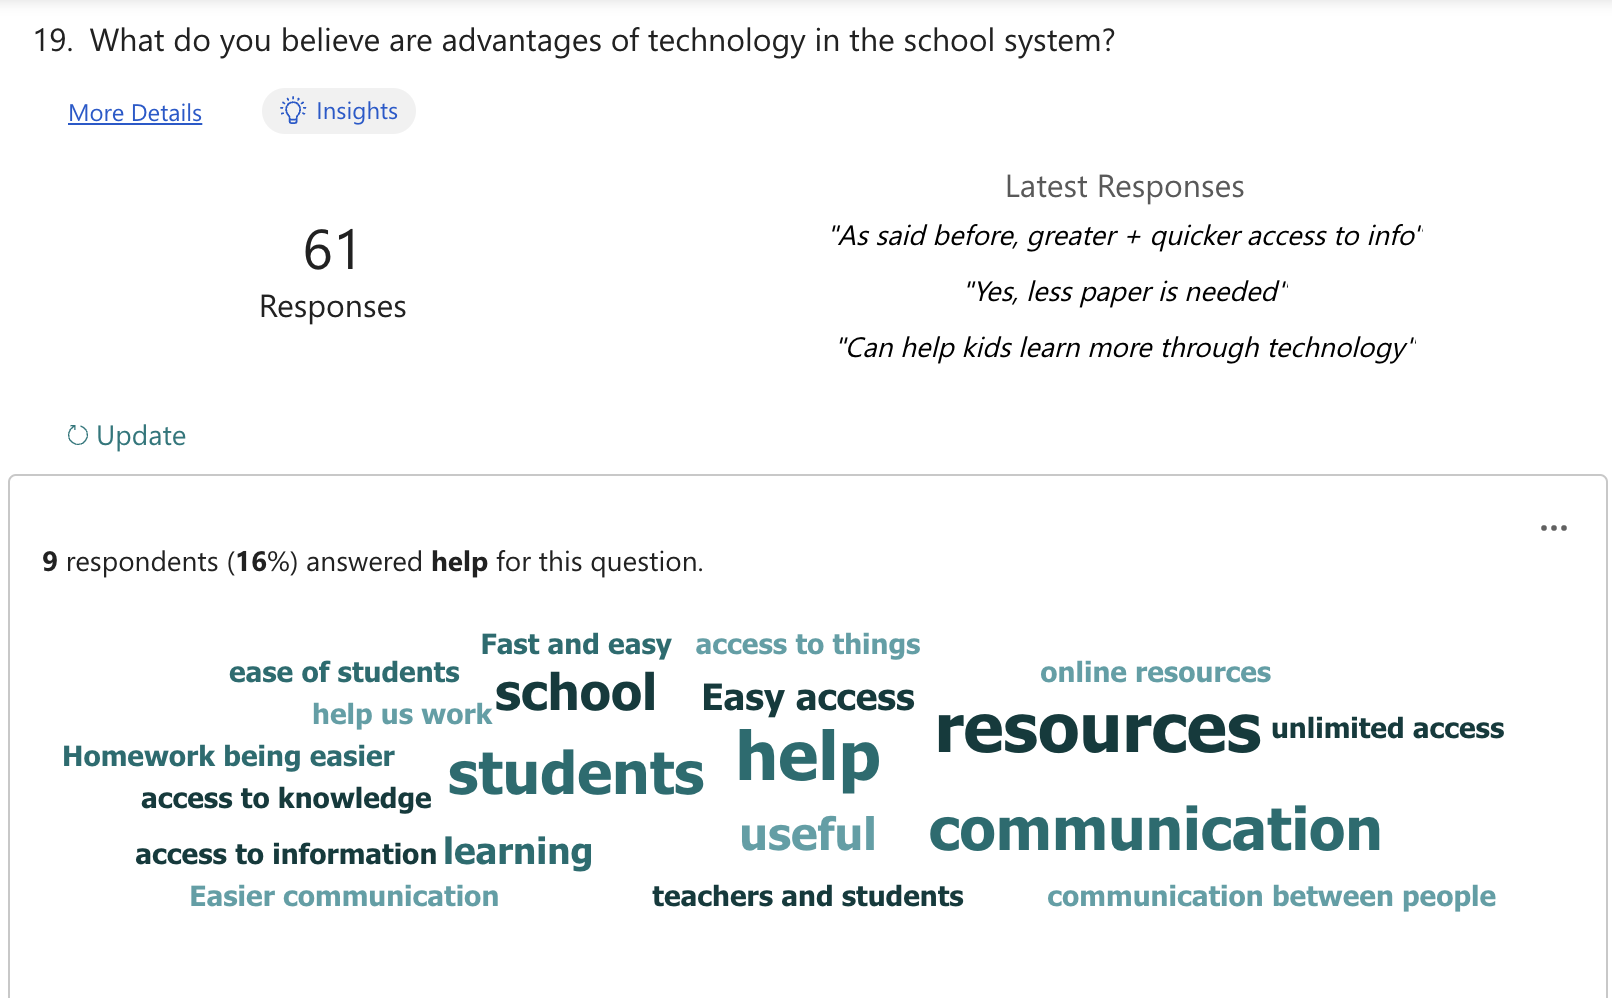 19. What do you believe are advantages of technology in the school system?
More Details
Insights
61
Responses
Latest Responses
"As said before, greater + quicker access to info"
"Yes, less paper is needed"
"Can help kids learn more through technology"
Update
...
9 respondents (16%) answered help for this question.
Fast and easy access to things
ease of students
school
Easy access
online resources
help us work
resources
unlimited access
Homework being easier
students
help
access to knowledge
useful
communication
access to information
learning
Easier communication
teachers and students
communication between people